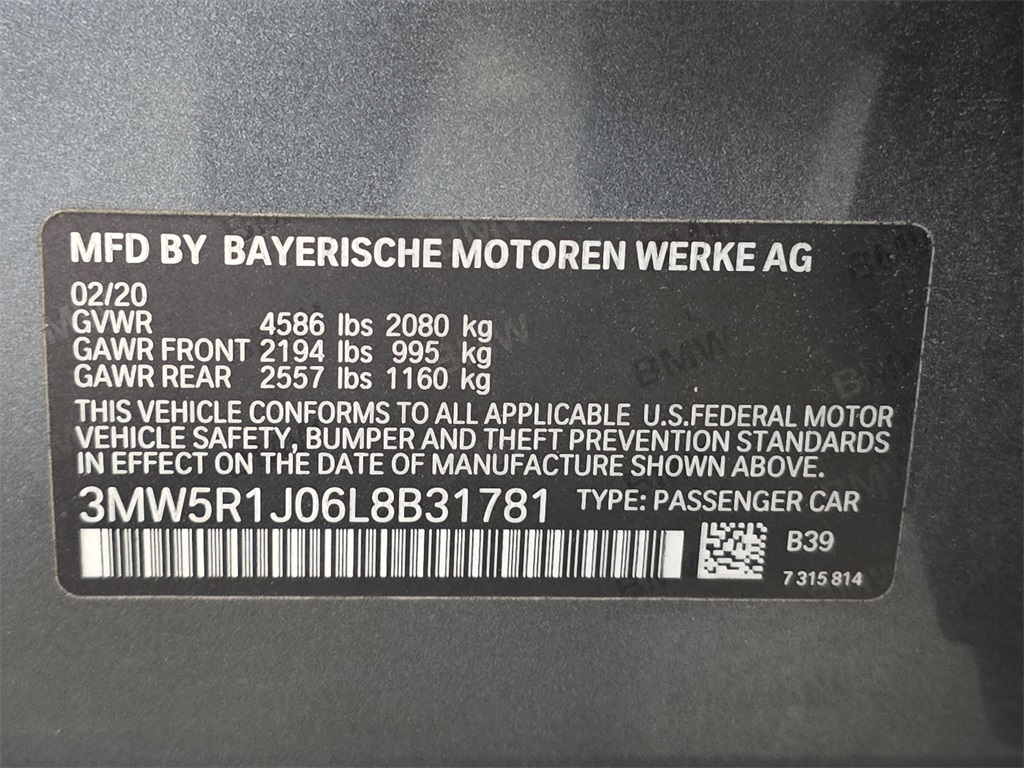 MFD BY BAYERISCHE MOTOREN WERKE AG
02/20
GVWR 4586 lbs 2080 kg
GAWR FRONT 2194 lbs 995 kg
GAWR REAR 2557 lbs 1160 kg
THIS VEHICLE CONFORMS TO ALL APPLICABLE U.S.FEDERAL MOTOR
VEHICLE SAFETY, BUMPER AND THEFT PREVENTION STANDARDS
IN EFFECT ON THE DATE OF MANUFACTURE SHOWN ABOVE.
3MW5R1J06L8B31781 TYPE: PASSENGER CAR
B39
7 315 814